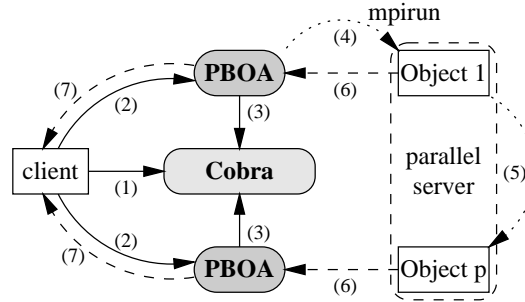 mpirun
(4)
(7)
PBOA
Object 1
(6)
(2)
(3)
client
Cobra
parallel
server
(5)
(1)
(2)
(3)
(7)
PBOA
Object p
(6)